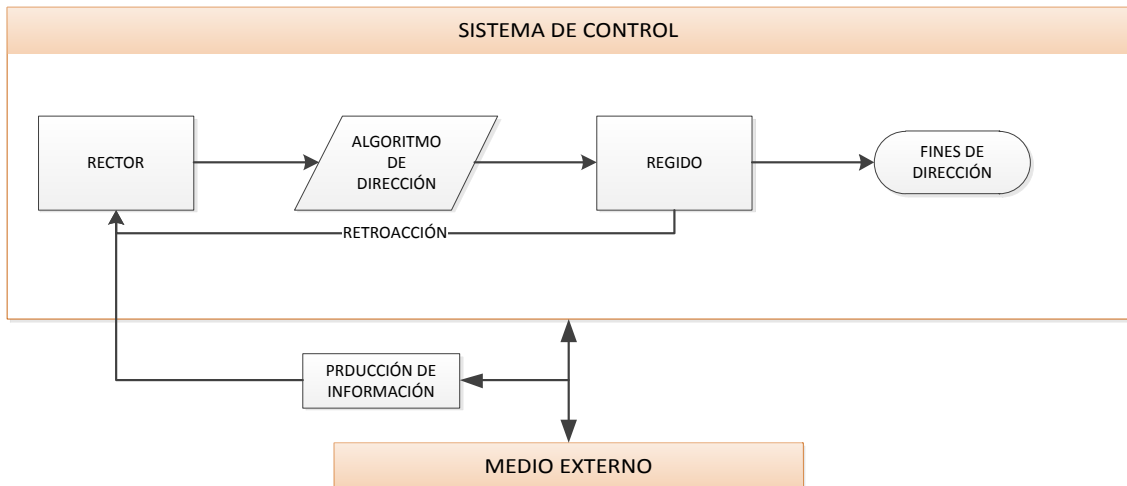 SISTEMA DE CONTROL
RECTOR
ALGORITMO
DE
DIRECCIÓN
REGIDO
FINES DE
DIRECCIÓN
RETROACCIÓN
PRDUCCIÓN DE
INFORMACIÓN
MEDIO EXTERNO